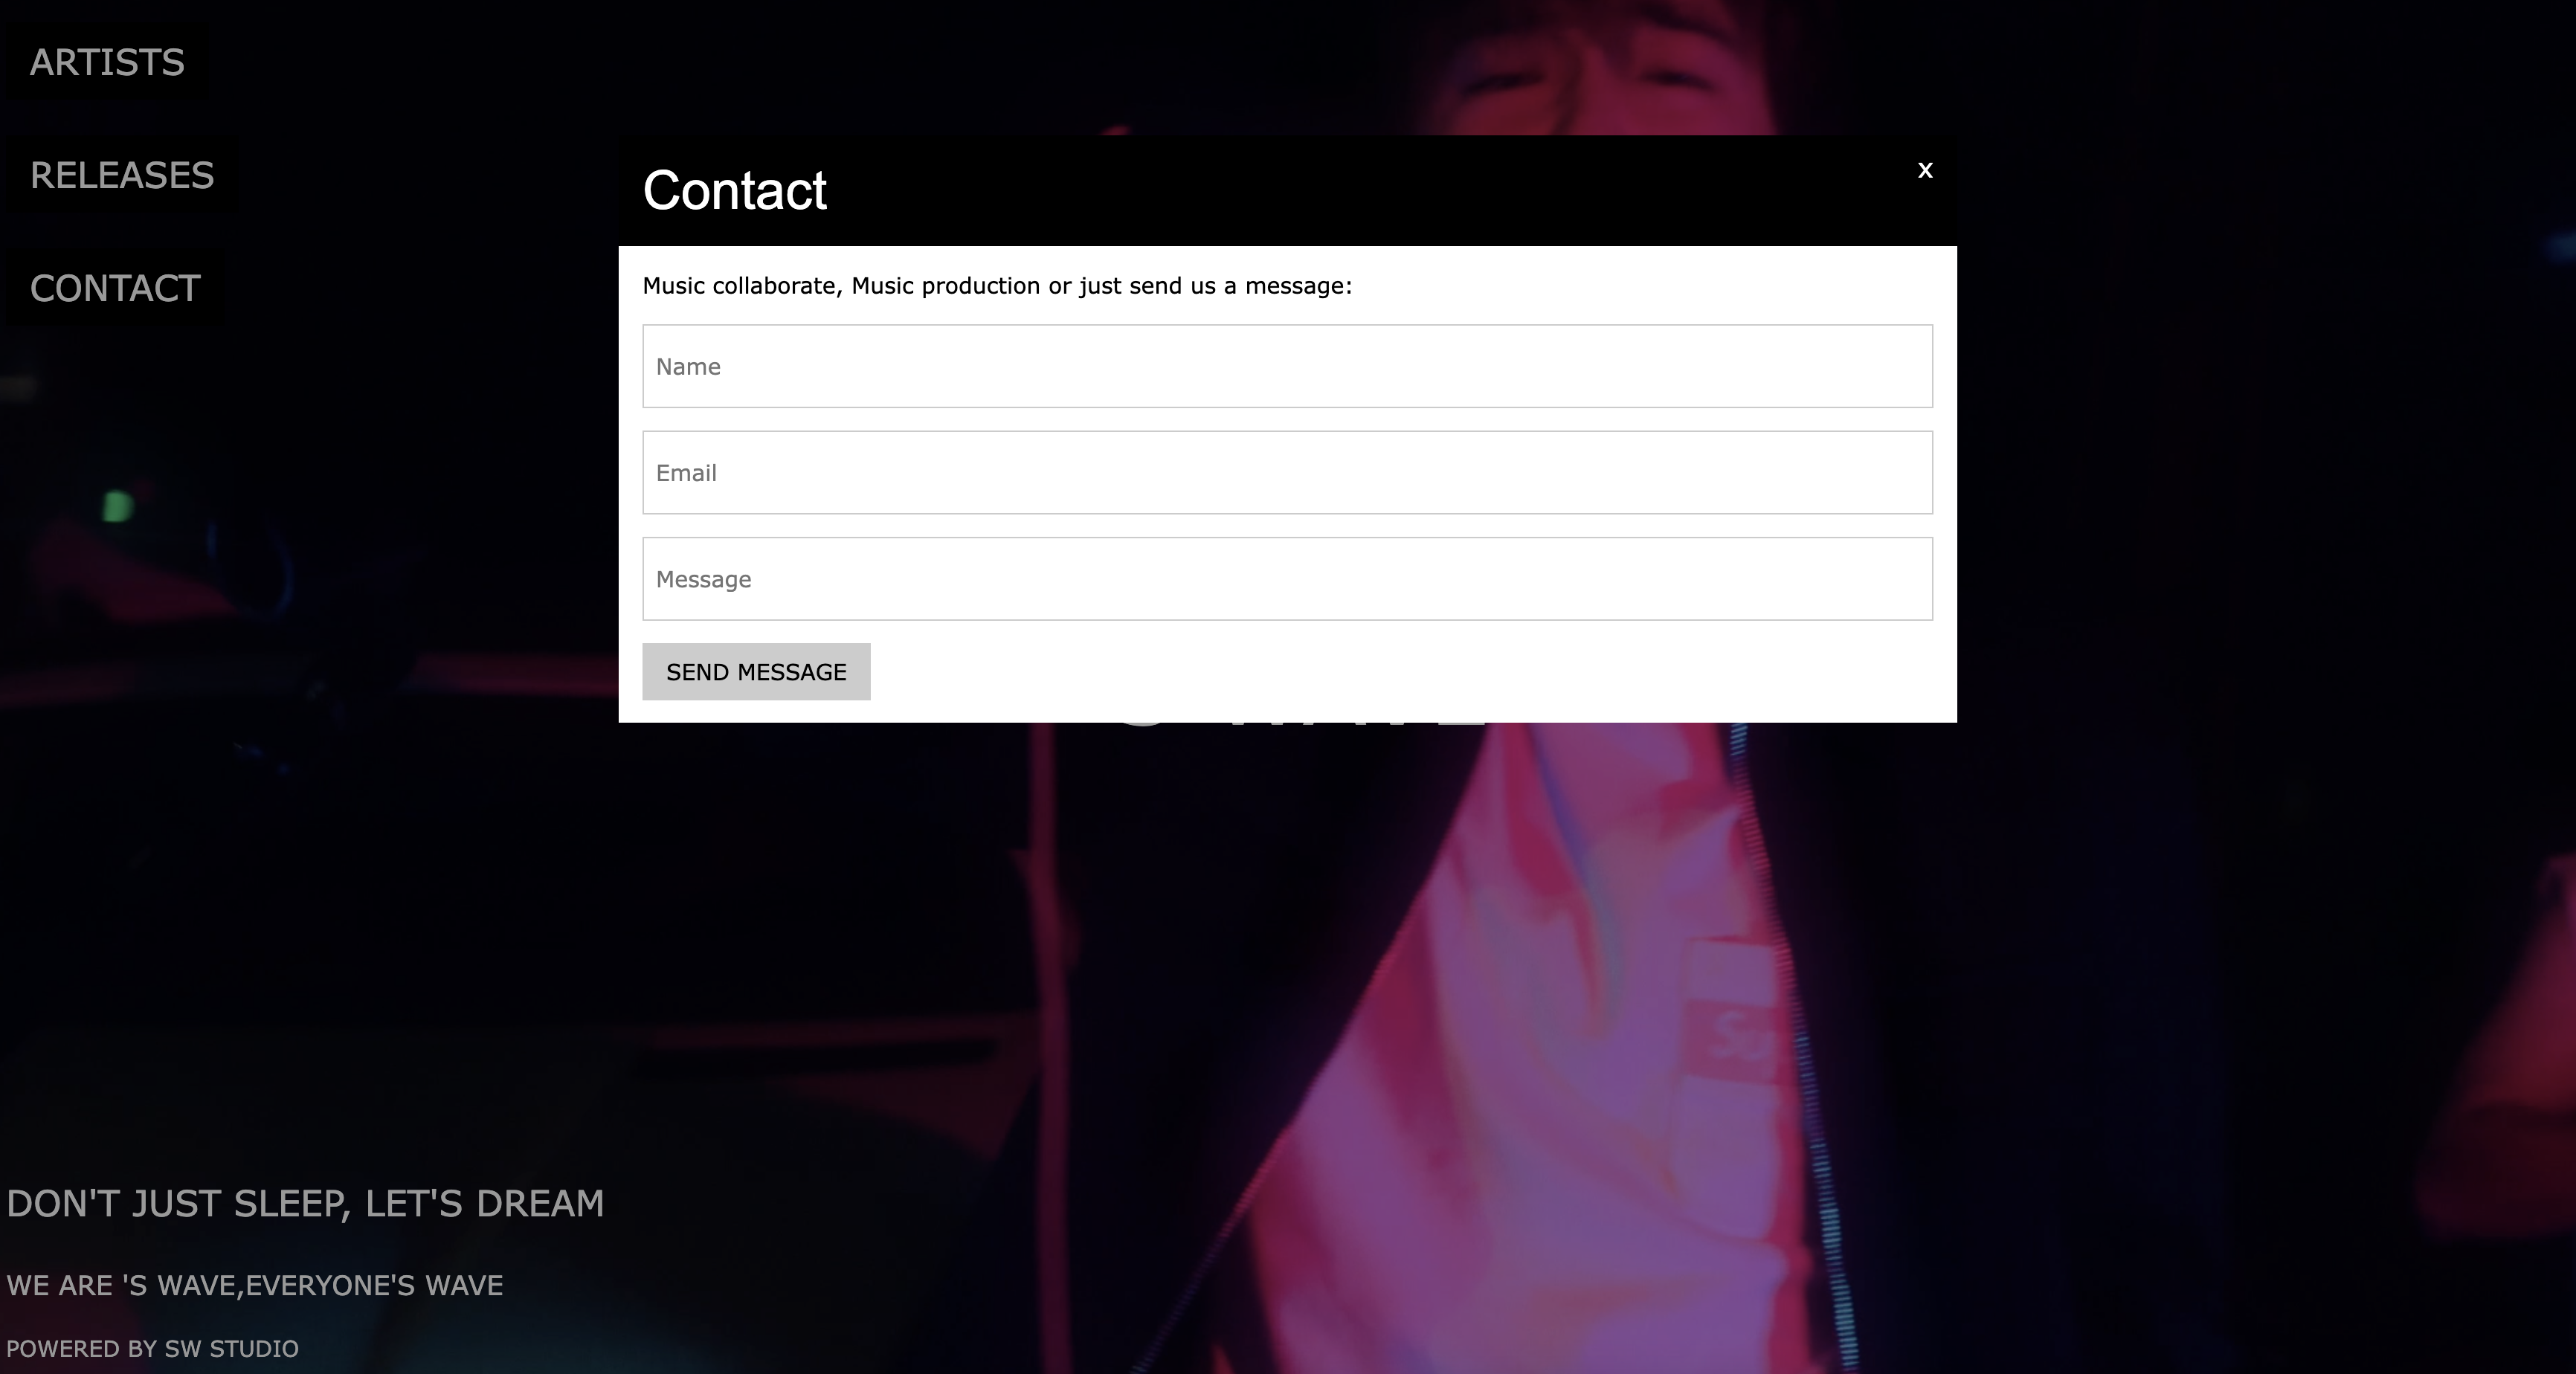 ARTISTS
RELEASES
CONTACT
Contact
x
Music collaborate, Music production or just send us a message:
Name
Email
Message
SEND MESSAGE
DON'T JUST SLEEP, LET'S DREAM
WE ARE 'S WAVE,EVERYONE'S WAVE
POWERED BY SW STUDIO